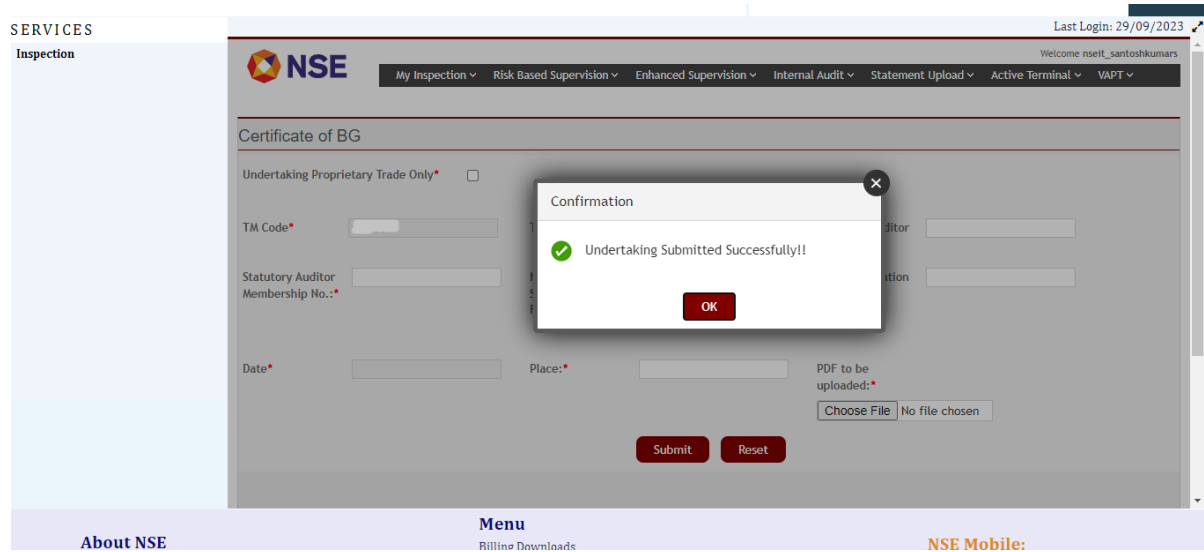 SERVICES
Last Login: 29/09/2023
Inspection
Welcome nseit_santoshkumars
NSE
My Inspection Risk Based Supervision Enhanced Supervision Internal Audit Statement Upload Active Terminal VAPT
Certificate of BG
Undertaking Proprietary Trade Only*
Confirmation
TM Code*
ditor
Undertaking Submitted Successfully!!
Statutory Auditor
Membership No.:*
ation
OK
Date*
Place:*
PDF to be
uploaded:*
Choose File No file chosen
Submit Reset
Menu
About NSE
Billing Downloads
NSE Mobile: